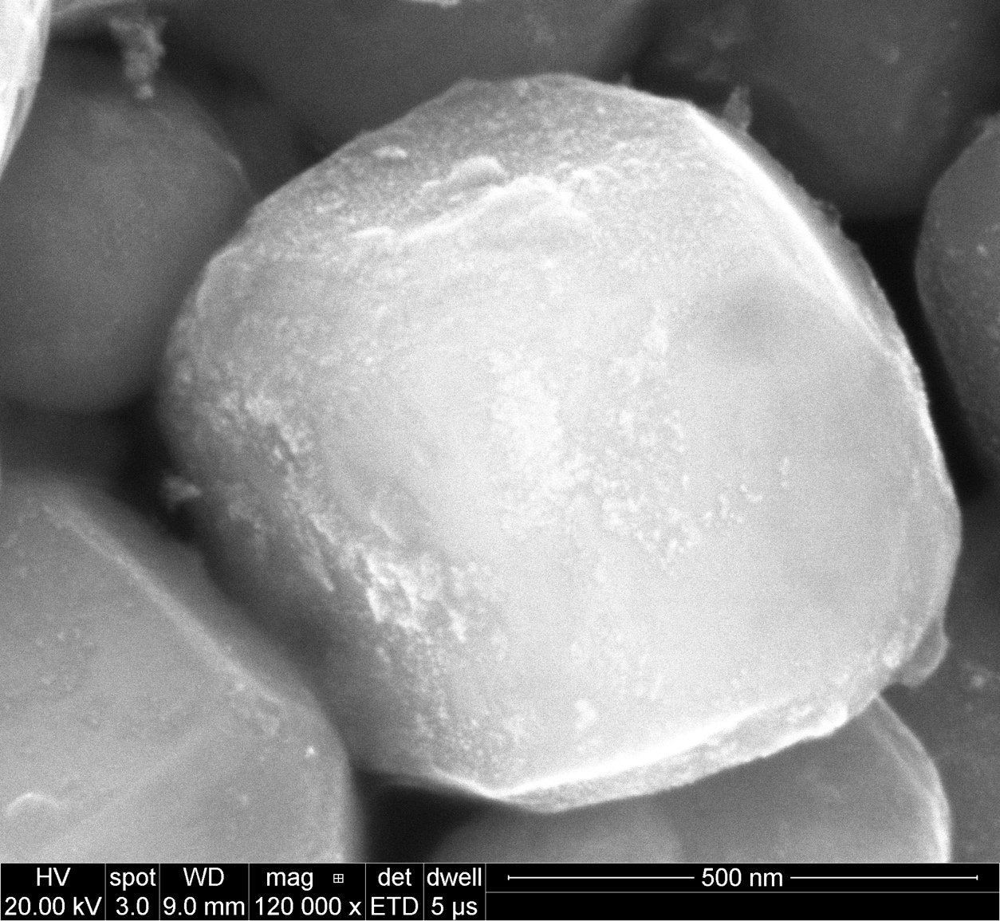 HV spot WD mag ⊞ det dwell 500 nm
20.00 kV 3.0 9.0 mm 120 000 x ETD 5 µs